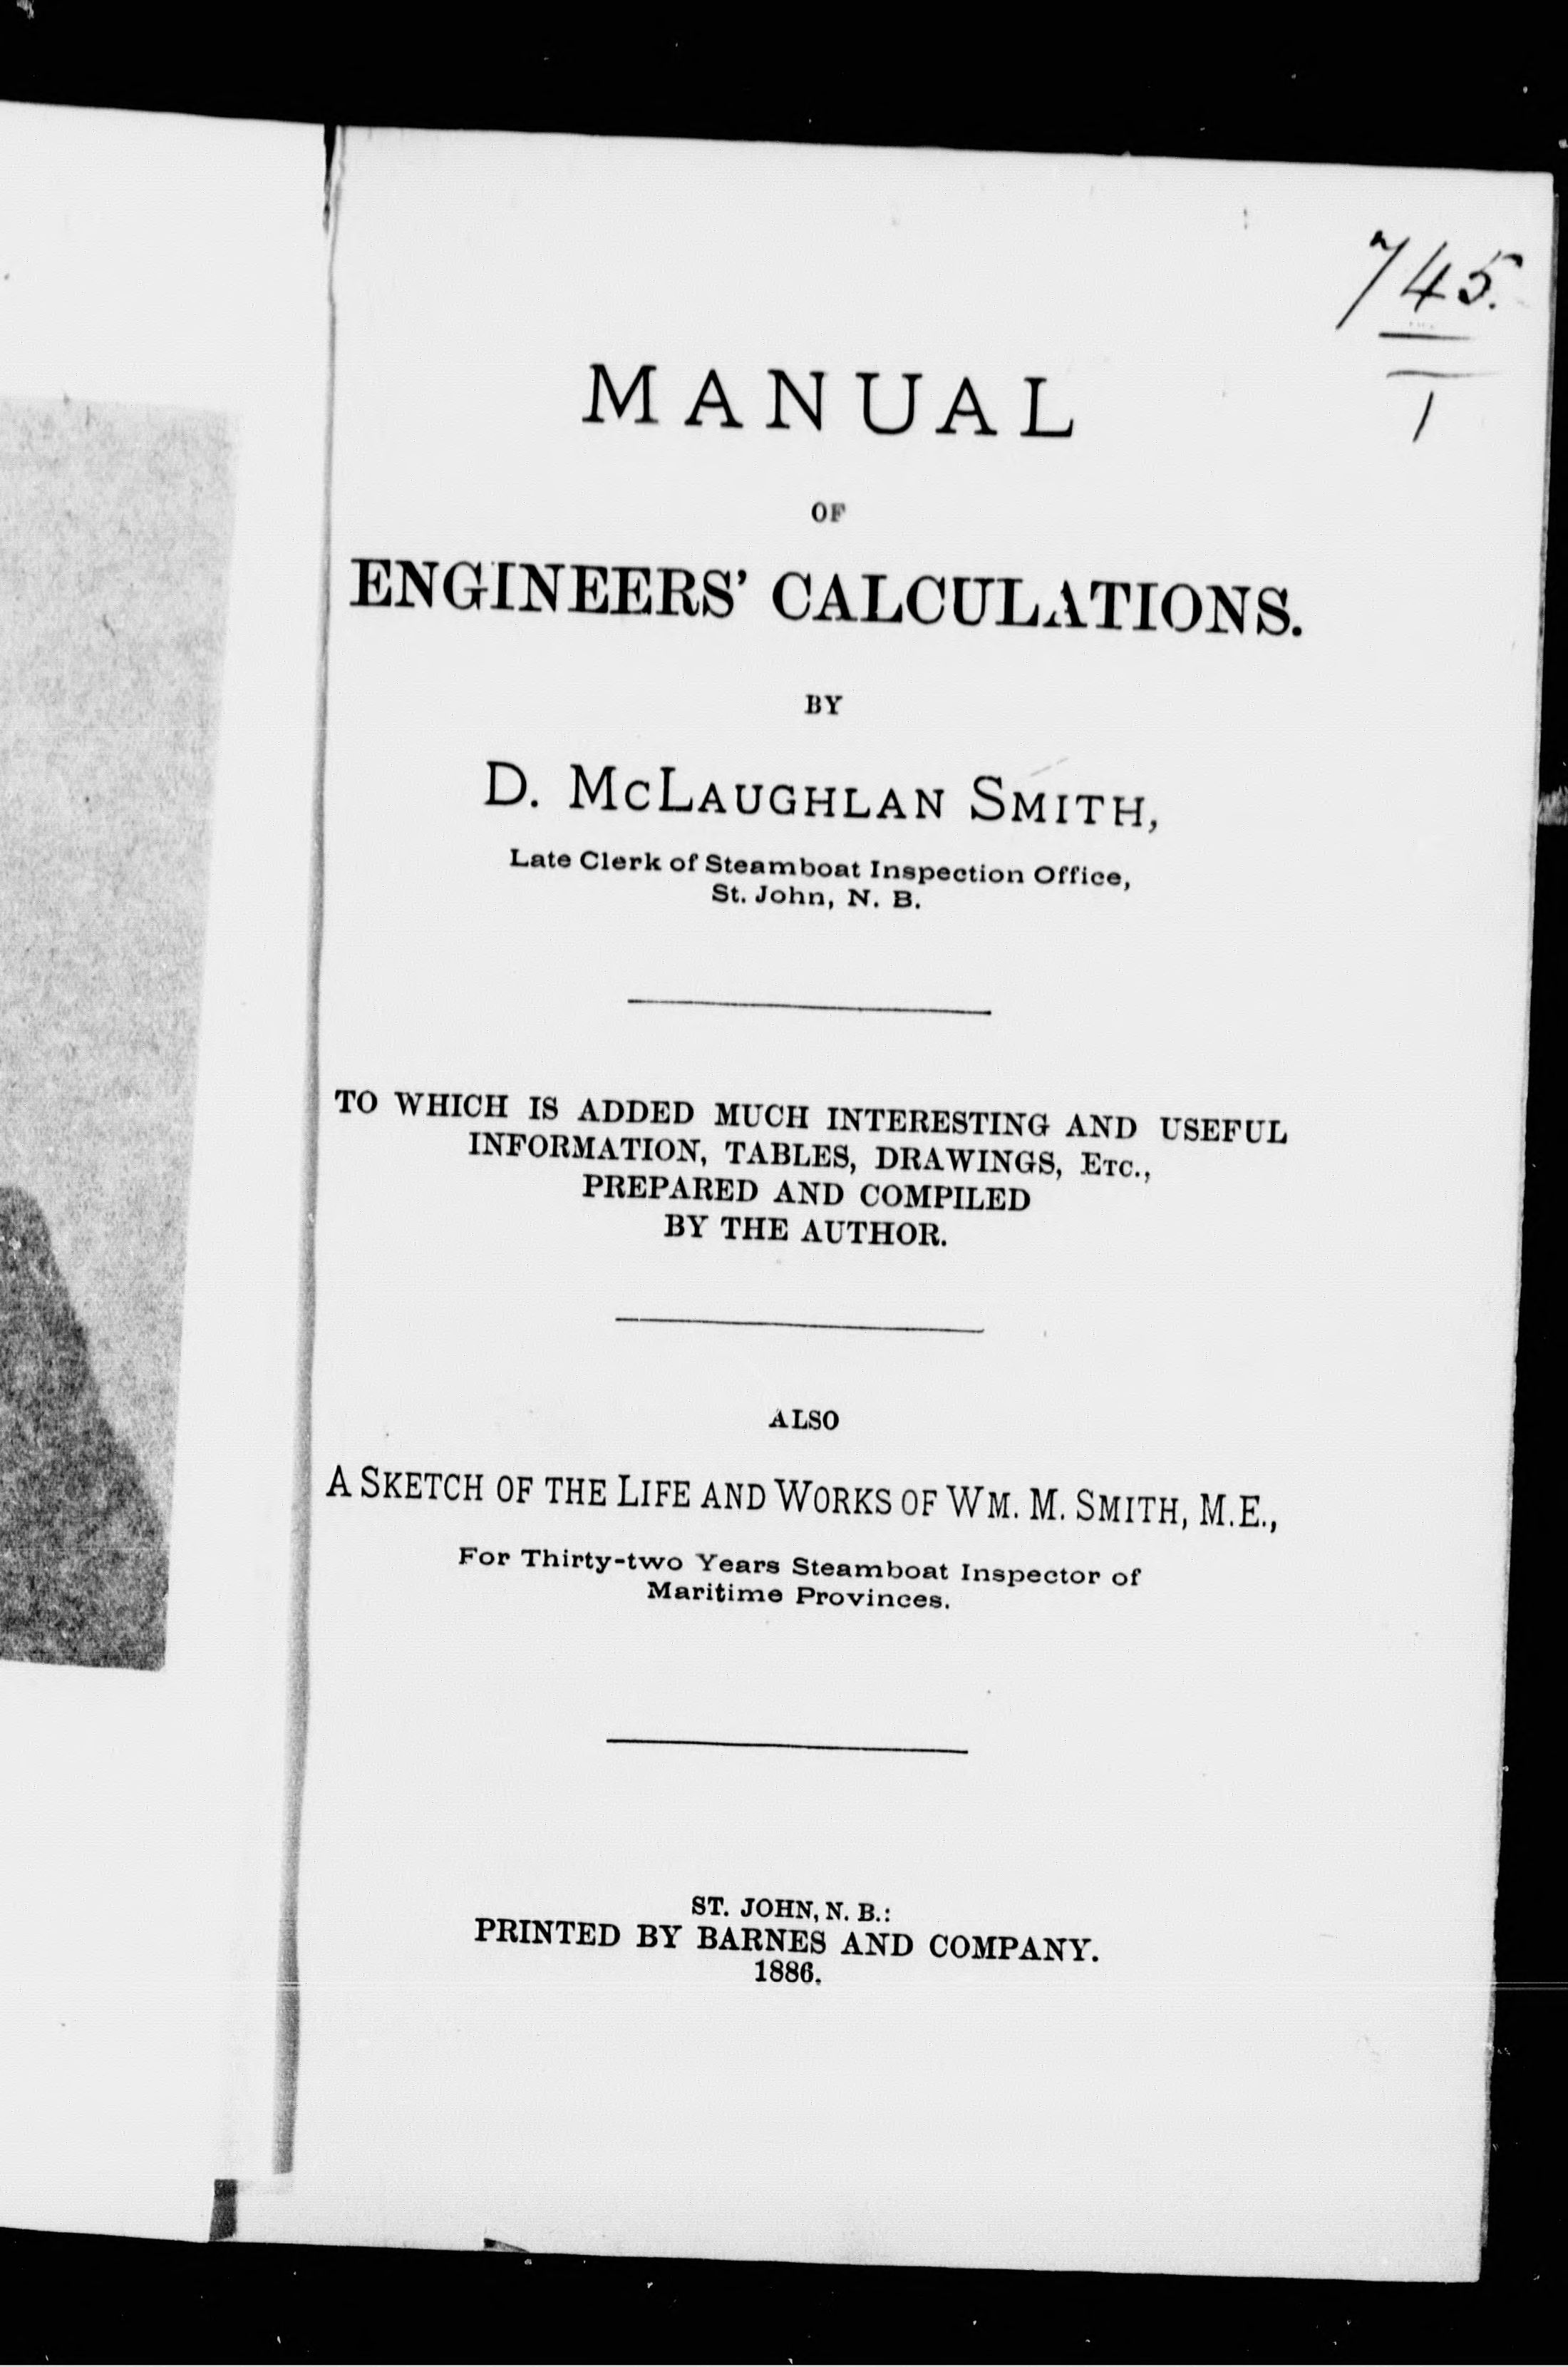 745.
1
MANUAL
OF
ENGINEERS' CALCULATIONS.
BY
D. McLAUGHLAN SMITH,
Late Clerk of Steamboat Inspection Office,
St. John, N. B.
TO WHICH IS ADDED MUCH INTERESTING AND USEFUL
INFORMATION, TABLES, DRAWINGS, ETC.,
PREPARED AND COMPILED
BY THE AUTHOR.
ALSO
A SKETCH OF THE LIFE AND WORKS OF WM. M. SMITH, M.E.,
For Thirty-two Years Steamboat Inspector of
Maritime Provinces.
ST. JOHN, N. B.:
PRINTED BY BARNES AND COMPANY.
1886.